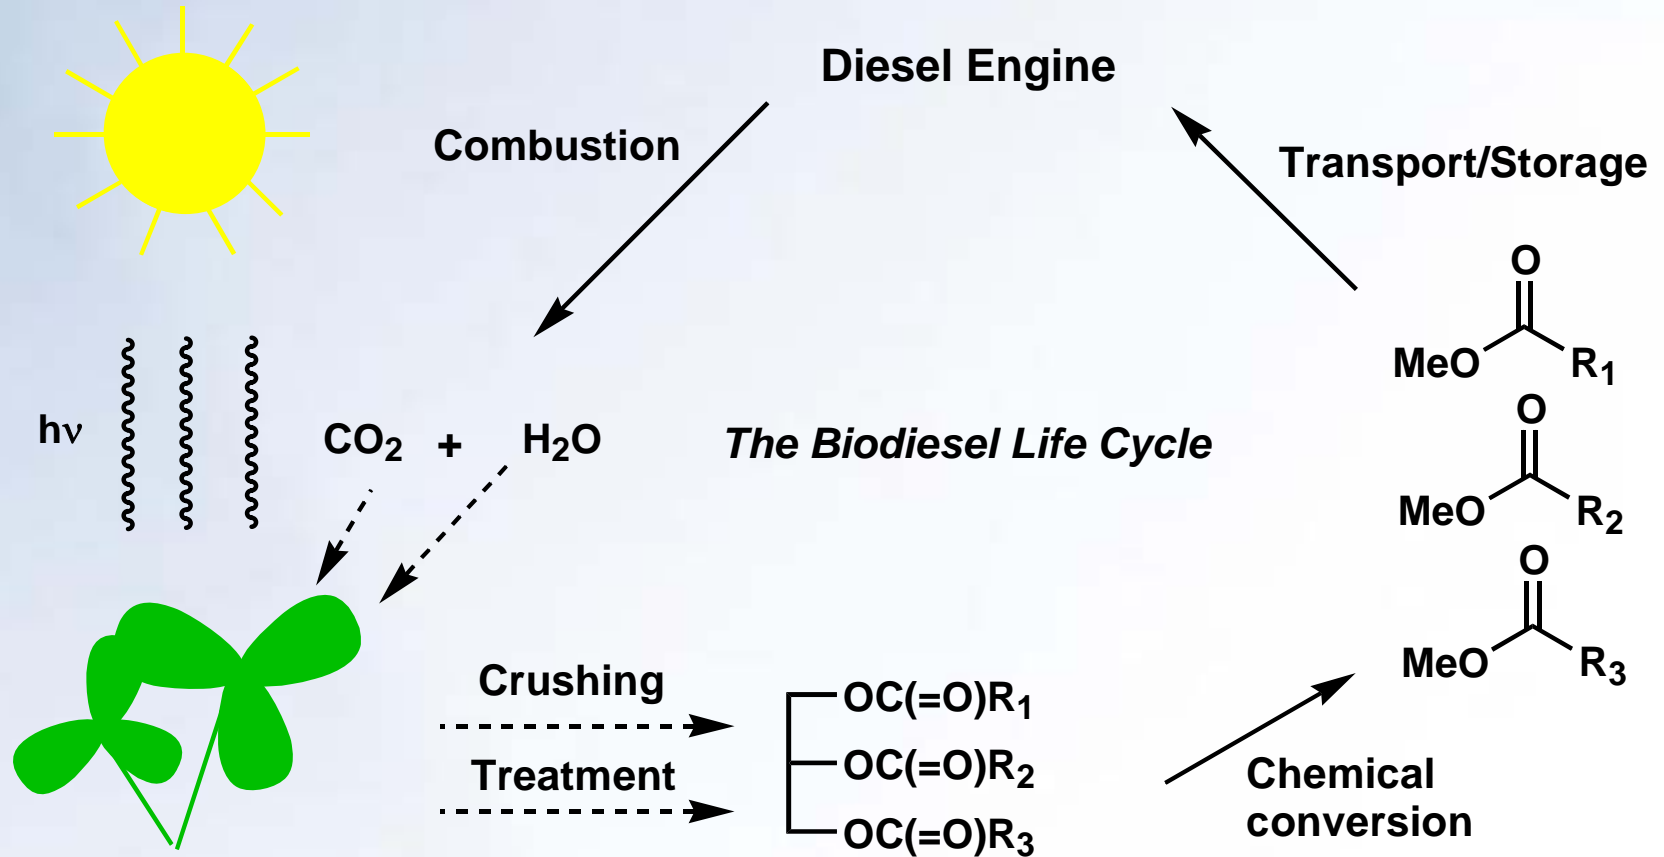 Diesel Engine
Combustion
Transport/Storage
O
MeO R₁
hν
CO₂ + H₂O
The Biodiesel Life Cycle
O
MeO R₂
O
MeO R₃
Crushing
Treatment
OC(=O)R₁
OC(=O)R₂
OC(=O)R₃
Chemical
conversion